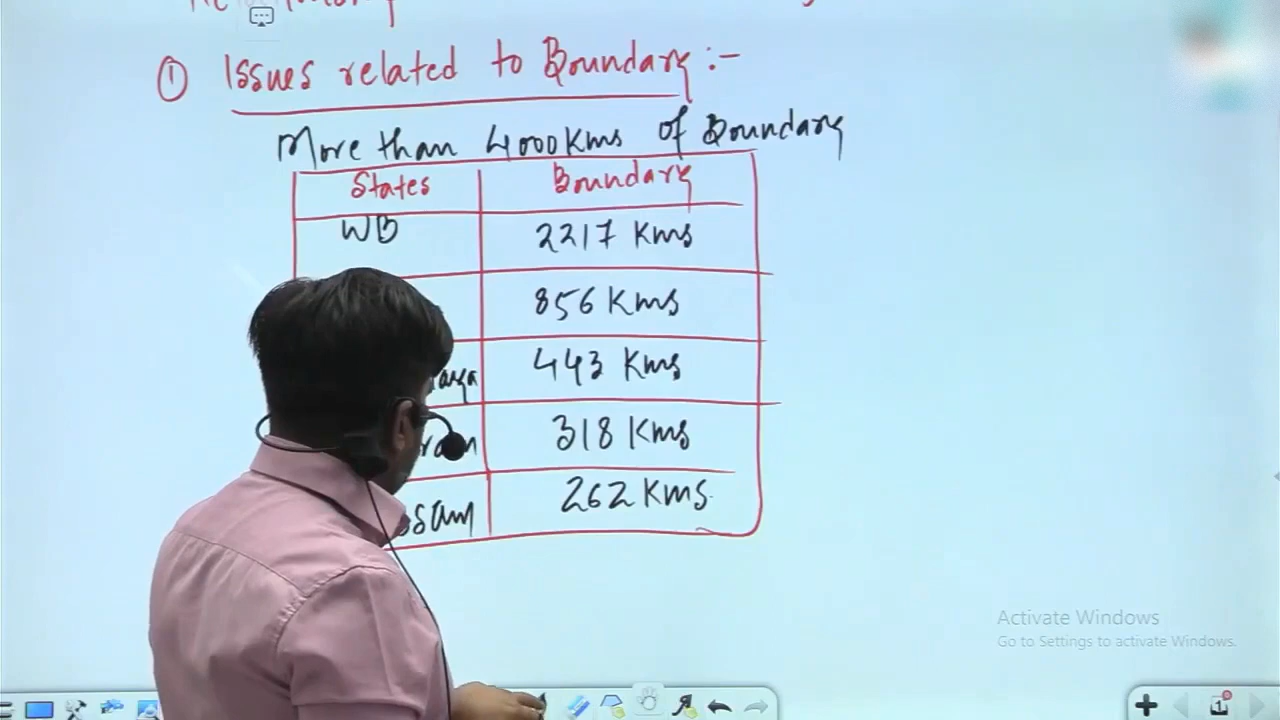 ① Issues related to Boundary :-
More than 4000 Kms of Boundary
States Boundary
WB 2217 Kms
856 Kms
443 Kms
318 Kms
262 Kms.
Activate Windows
Go to Settings to activate Windows.
1